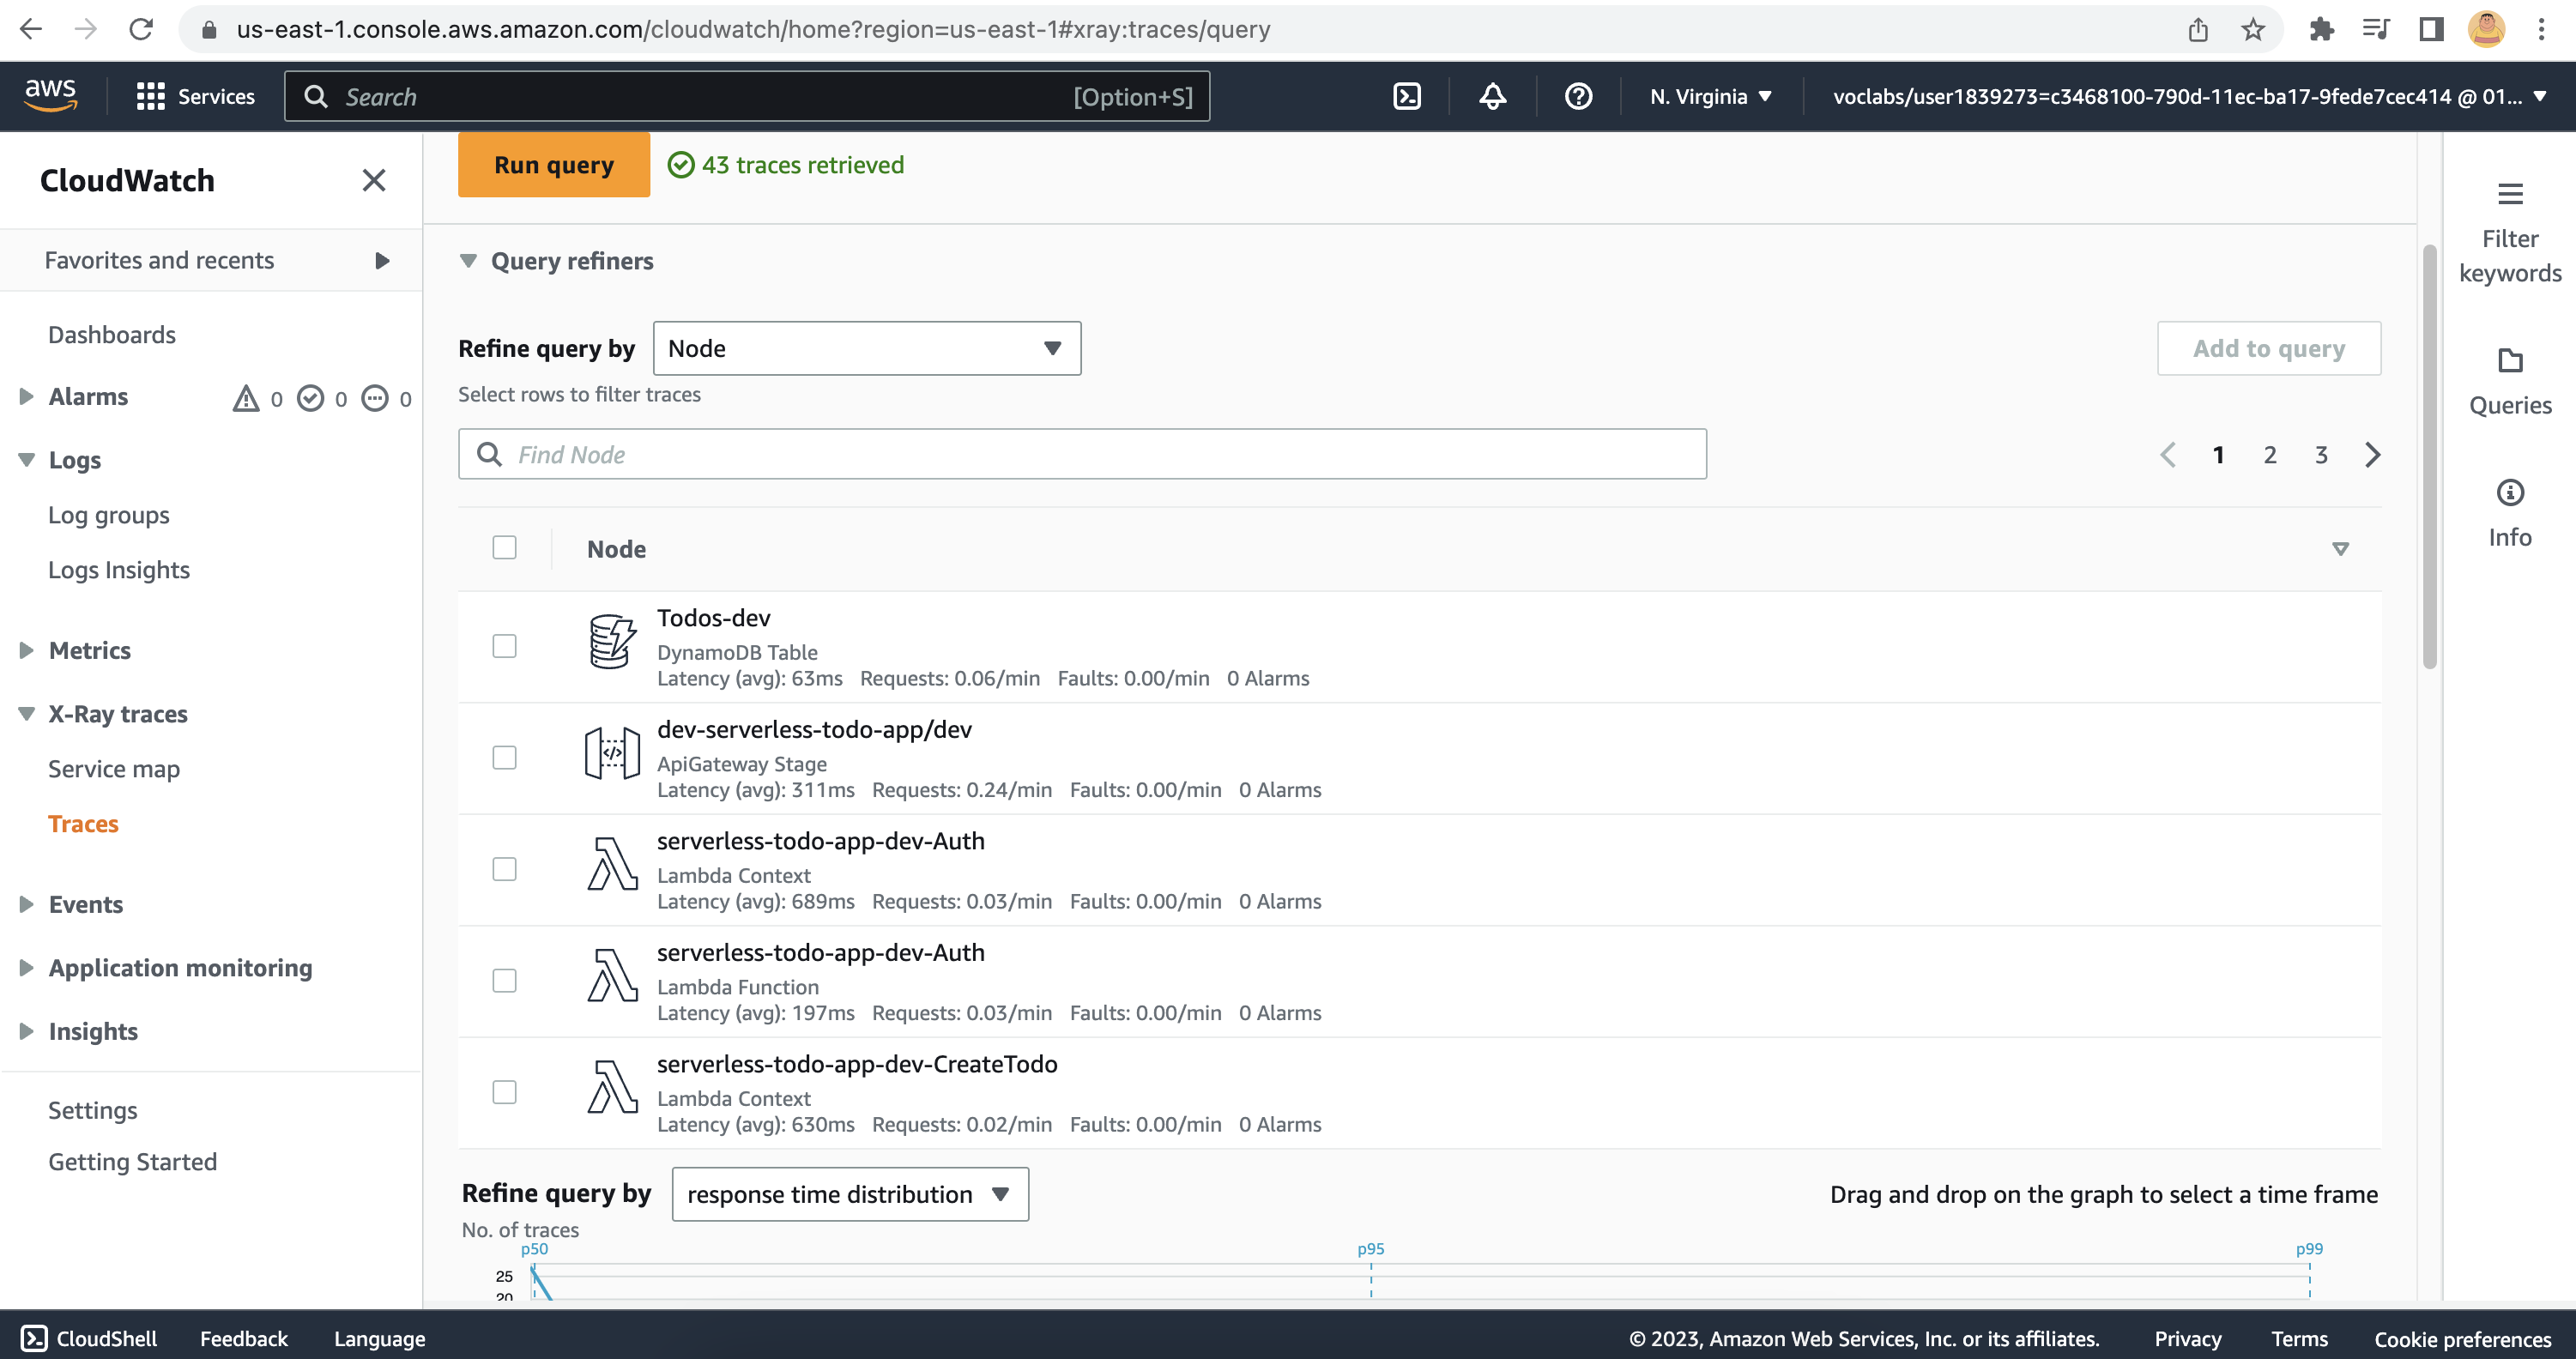 us-east-1.console.aws.amazon.com/cloudwatch/home?region=us-east-1#xray:traces/query
aws
Services
Search
[Option+S]
N. Virginia
voclabs/user1839273=c3468100-790d-11ec-ba17-9fede7cec414 @ 01...
CloudWatch
Favorites and recents
Dashboards
Alarms
0
0
0
Logs
Log groups
Logs Insights
Metrics
X-Ray traces
Service map
Traces
Events
Application monitoring
Insights
Settings
Getting Started
Run query
43 traces retrieved
Query refiners
Refine query by
Node
Add to query
Select rows to filter traces
Find Node
1
2
3
Node
Todos-dev
DynamoDB Table
Latency (avg): 63ms Requests: 0.06/min Faults: 0.00/min 0 Alarms
dev-serverless-todo-app/dev
ApiGateway Stage
Latency (avg): 311ms Requests: 0.24/min Faults: 0.00/min 0 Alarms
serverless-todo-app-dev-Auth
Lambda Context
Latency (avg): 689ms Requests: 0.03/min Faults: 0.00/min 0 Alarms
serverless-todo-app-dev-Auth
Lambda Function
Latency (avg): 197ms Requests: 0.03/min Faults: 0.00/min 0 Alarms
serverless-todo-app-dev-CreateTodo
Lambda Context
Latency (avg): 630ms Requests: 0.02/min Faults: 0.00/min 0 Alarms
Refine query by
response time distribution
Drag and drop on the graph to select a time frame
No. of traces
p50
p95
p99
25
20
Filter keywords
Queries
Info
CloudShell
Feedback
Language
© 2023, Amazon Web Services, Inc. or its affiliates.
Privacy
Terms
Cookie preferences